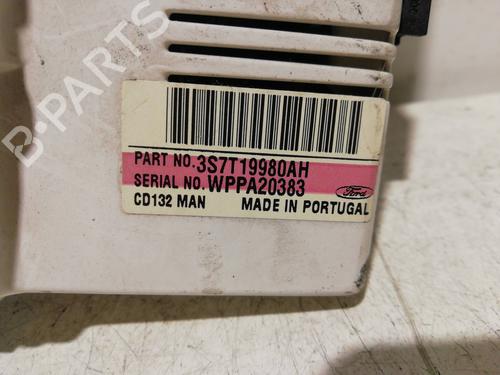 B-PARTS
PART NO. 3S7T19980AH
SERIAL NO. WPPA20383
Ford
CD132 MAN MADE IN PORTUGAL